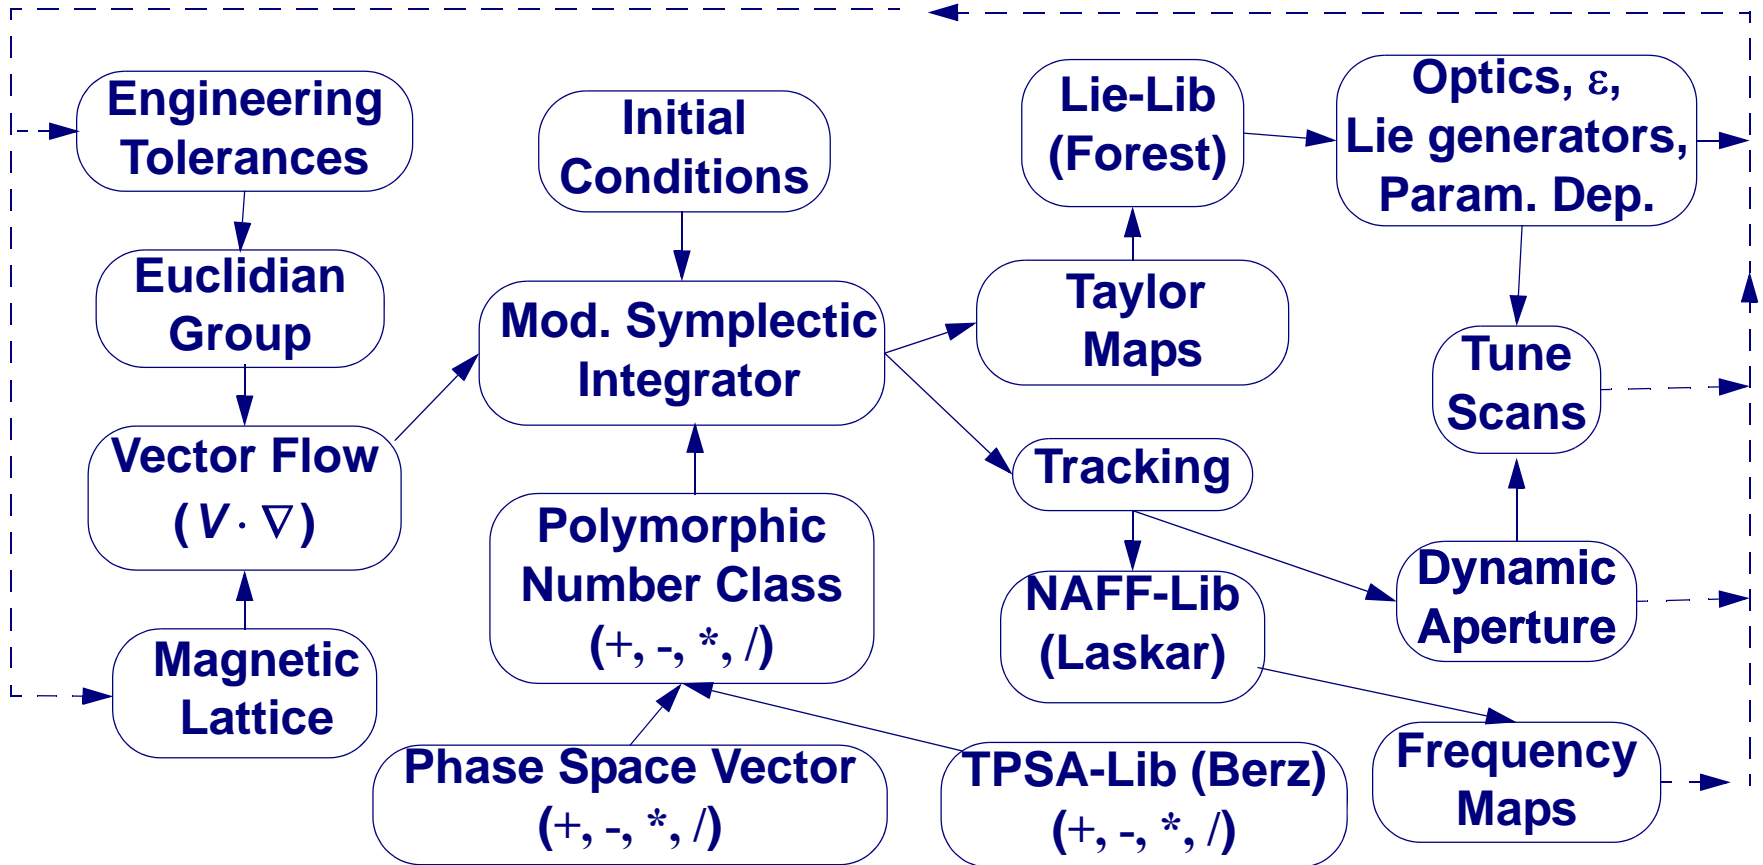 Engineering
Tolerances
Initial
Conditions
Lie-Lib
(Forest)
Optics, ε,
Lie generators,
Param. Dep.
Euclidian
Group
Mod. Symplectic
Integrator
Taylor
Maps
Tune
Scans
Vector Flow
(V · ∇)
Tracking
Polymorphic
Number Class
(+, -, *, /)
NAFF-Lib
(Laskar)
Dynamic
Aperture
Magnetic
Lattice
Phase Space Vector
(+, -, *, /)
TPSA-Lib (Berz)
(+, -, *, /)
Frequency
Maps